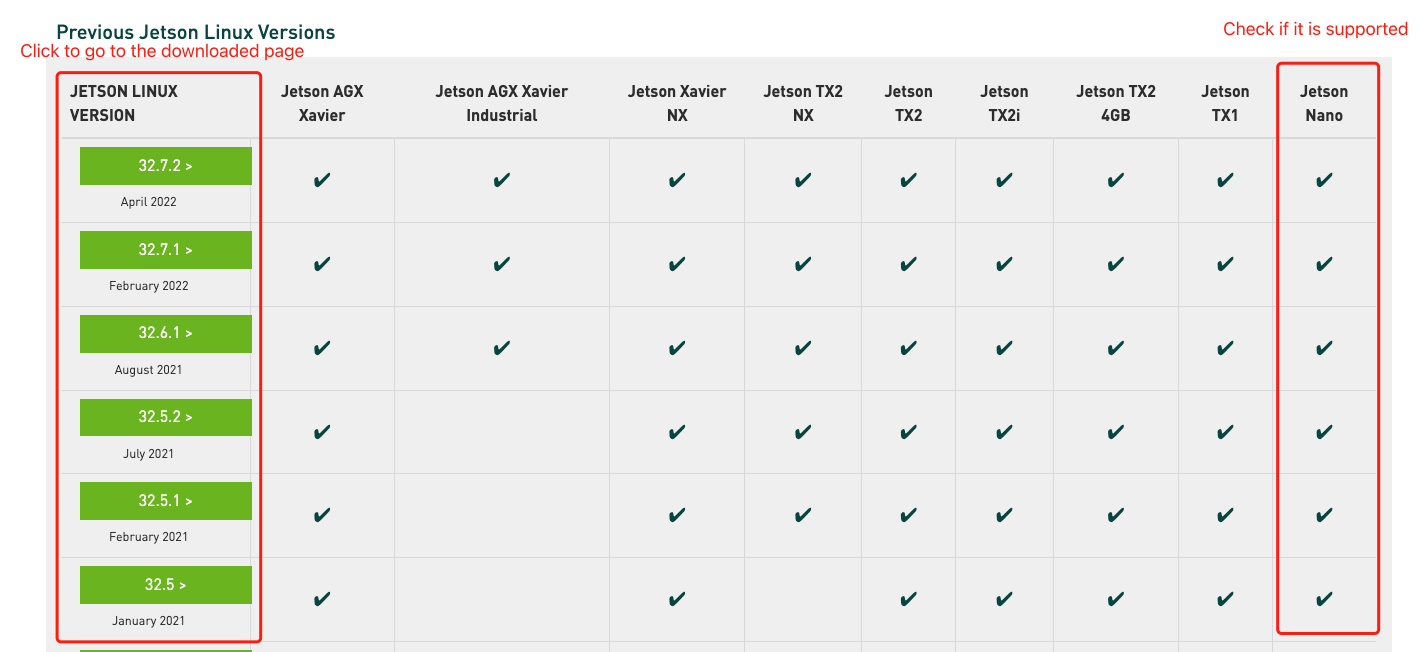 Previous Jetson Linux Versions
Check if it is supported
Click to go to the downloaded page
JETSON LINUX VERSION Jetson AGX Xavier Jetson AGX Xavier Industrial Jetson Xavier NX Jetson TX2 NX Jetson TX2 Jetson TX2i Jetson TX2 4GB Jetson TX1 Jetson Nano
32.7.2 > ✔ ✔ ✔ ✔ ✔ ✔ ✔ ✔ ✔
April 2022
32.7.1 > ✔ ✔ ✔ ✔ ✔ ✔ ✔ ✔ ✔
February 2022
32.6.1 > ✔ ✔ ✔ ✔ ✔ ✔ ✔ ✔ ✔
August 2021
32.5.2 > ✔ ✔ ✔ ✔ ✔ ✔ ✔ ✔
July 2021
32.5.1 > ✔ ✔ ✔ ✔ ✔ ✔ ✔ ✔
February 2021
32.5 > ✔ ✔ ✔ ✔ ✔ ✔ ✔
January 2021